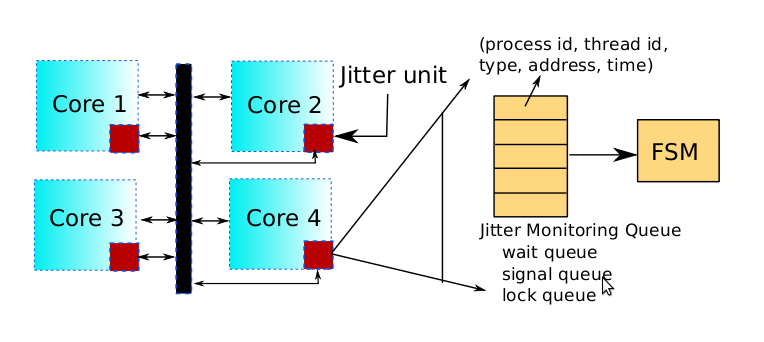 (process id, thread id,
type, address, time)
Jitter unit
Core 1
Core 2
FSM
Core 3
Core 4
Jitter Monitoring Queue
wait queue
signal queue
lock queue